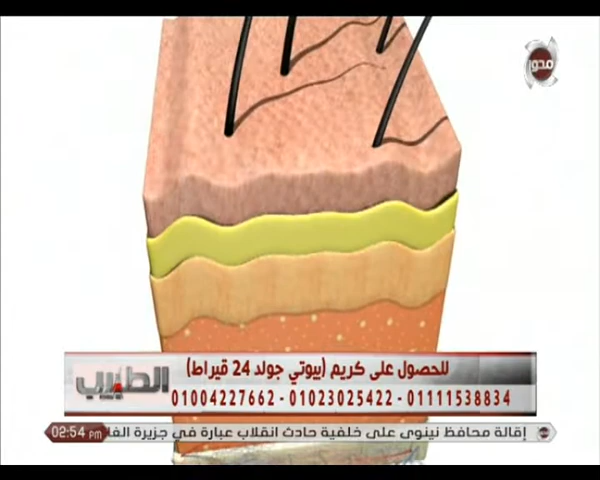 محور
للحصول على كريم (بيوتي جولد 24 قيراط)
الطبيب
01004227662 - 01023025422 - 01111538834
02:54 PM
إقالة محافظ نينوى على خلفية حادث انقلاب عبارة في جزيرة